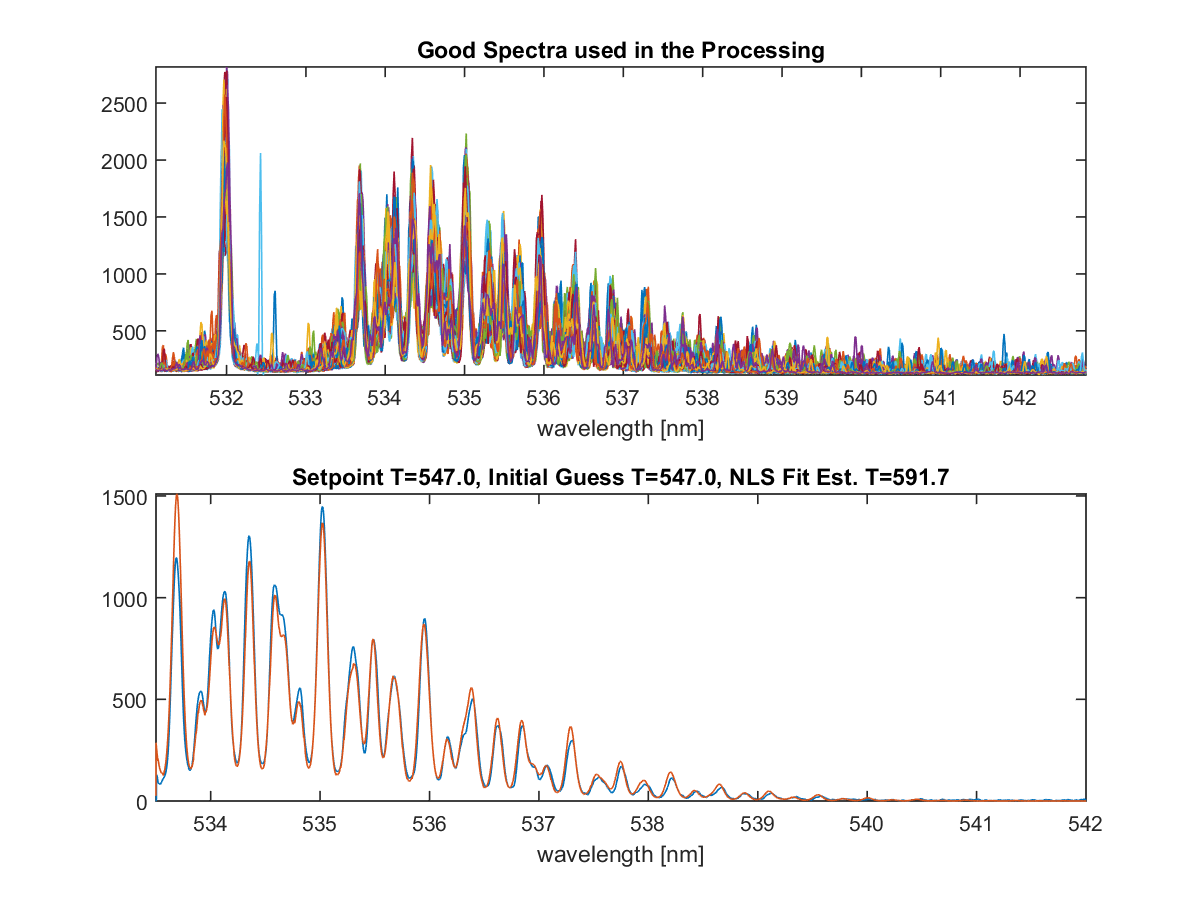 Good Spectra used in the Processing
2500
2000
1500
1000
500
532 533 534 535 536 537 538 539 540 541 542
wavelength [nm]
Setpoint T=547.0, Initial Guess T=547.0, NLS Fit Est. T=591.7
1500
1000
500
0
534 535 536 537 538 539 540 541 542
wavelength [nm]